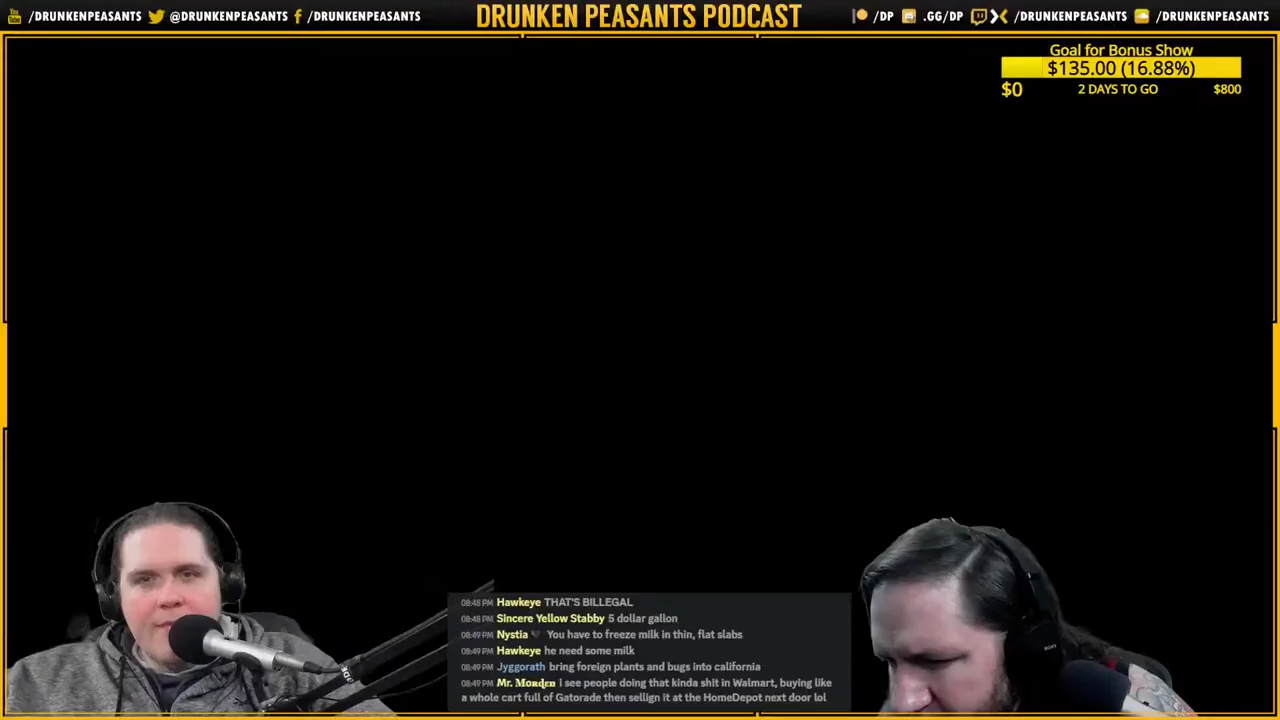 /DRUNKENPEASANTS @DRUNKENPEASANTS /DRUNKENPEASANTS DRUNKEN PEASANTS PODCAST /DP .GG/DP /DRUNKENPEASANTS /DRUNKENPEASANTS
Goal for Bonus Show
$135.00 (16.88%)
$0 2 DAYS TO GO $800
08:48 PM Hawkeye THAT'S BILLEGAL
08:48 PM Sincere Yellow Stabby 5 dollar gallon
08:49 PM Nystia You have to freeze milk in thin, flat slabs
08:49 PM Hawkeye he need some milk
08:49 PM Jyggorath bring foreign plants and bugs into california
08:49 PM Mr. Morden i see people doing that kinda shit in Walmart, buying like
a whole cart full of Gatorade then sellign it at the HomeDepot next door lol
SONY